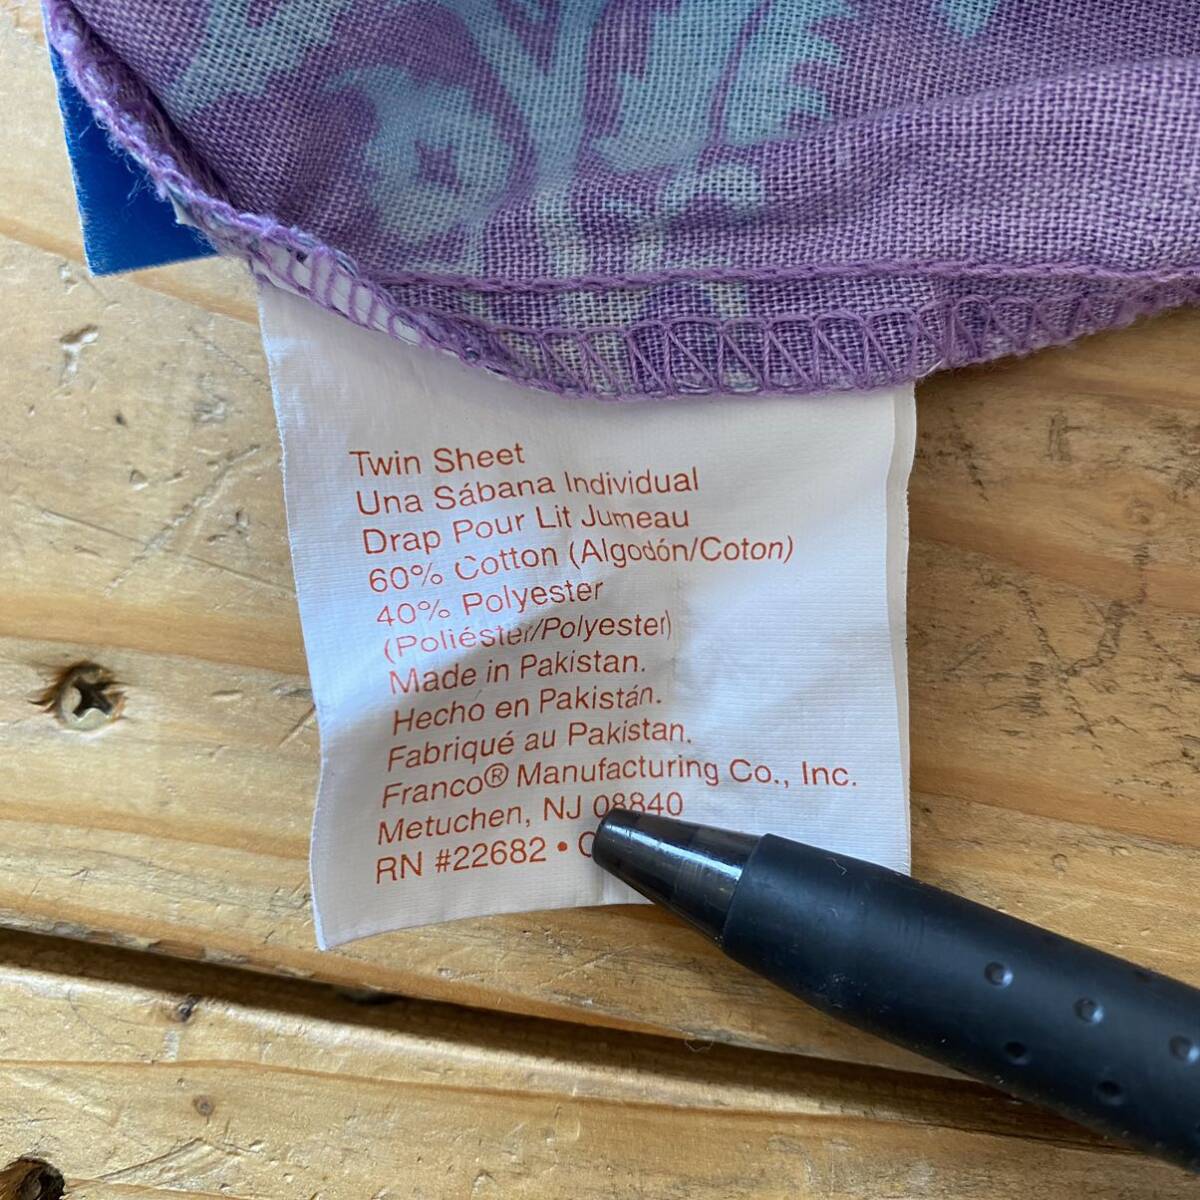 Twin Sheet
Una Sábana Individual
Drap Pour Lit Jumeau
60% Cotton (Algodón/Coton)
40% Polyester
(Poliéster/Polyester)
Made in Pakistan.
Hecho en Pakistán.
Fabriqué au Pakistan.
Franco® Manufacturing Co., Inc.
Metuchen, NJ 08840
RN #22682 •